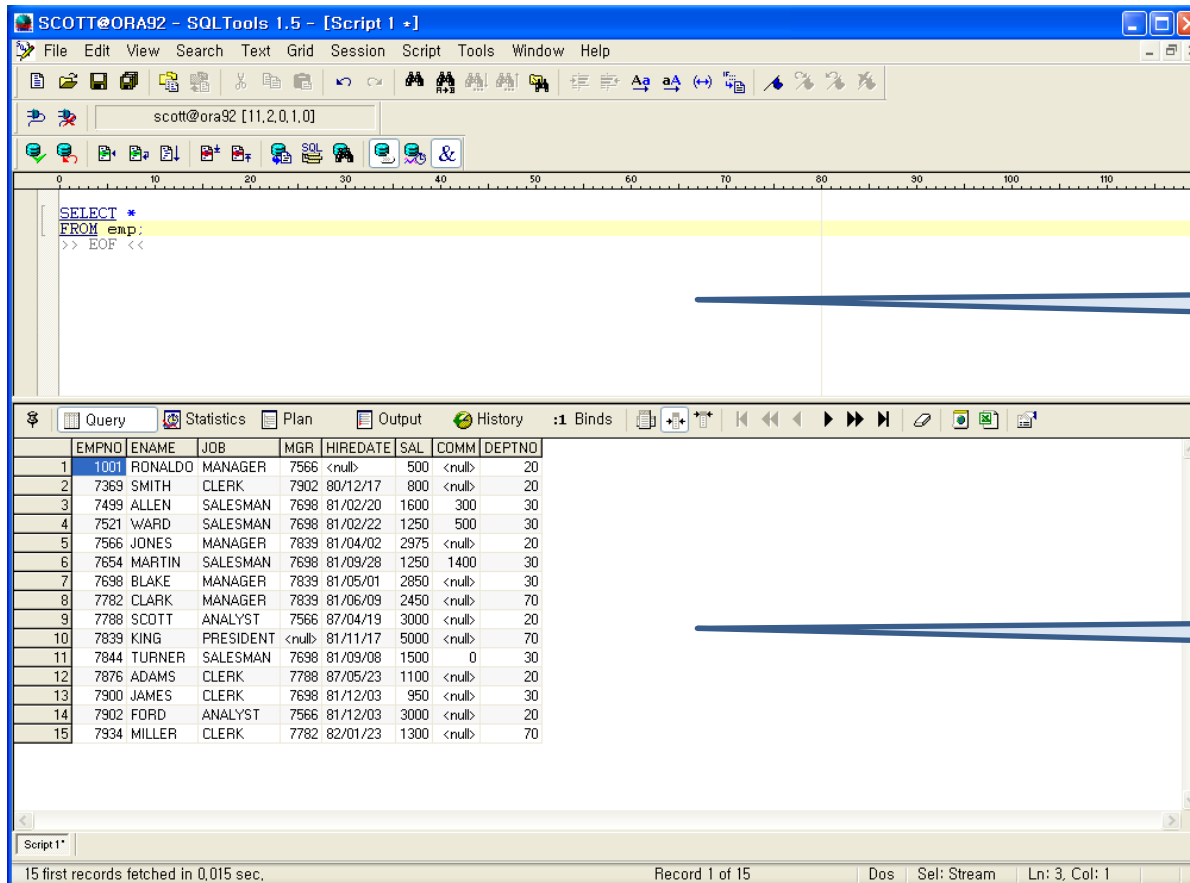 SCOTT@ORA92 - SQLTools 1.5 - [Script 1 *]
File Edit View Search Text Grid Session Script Tools Window Help
scott@ora92 [11,2,0,1,0]
0 10 20 30 40 50 60 70 80 90 100 110
SELECT *
FROM emp;
>> EOF <<
Query Statistics Plan Output History :1 Binds
EMPNO ENAME JOB MGR HIREDATE SAL COMM DEPTNO
1 1001 RONALDO MANAGER 7566 <null> 500 <null> 20
2 7369 SMITH CLERK 7902 80/12/17 800 <null> 20
3 7499 ALLEN SALESMAN 7698 81/02/20 1600 300 30
4 7521 WARD SALESMAN 7698 81/02/22 1250 500 30
5 7566 JONES MANAGER 7839 81/04/02 2975 <null> 20
6 7654 MARTIN SALESMAN 7698 81/09/28 1250 1400 30
7 7698 BLAKE MANAGER 7839 81/05/01 2850 <null> 30
8 7782 CLARK MANAGER 7839 81/06/09 2450 <null> 70
9 7788 SCOTT ANALYST 7566 87/04/19 3000 <null> 20
10 7839 KING PRESIDENT <null> 81/11/17 5000 <null> 70
11 7844 TURNER SALESMAN 7698 81/09/08 1500 0 30
12 7876 ADAMS CLERK 7788 87/05/23 1100 <null> 20
13 7900 JAMES CLERK 7698 81/12/03 950 <null> 30
14 7902 FORD ANALYST 7566 81/12/03 3000 <null> 20
15 7934 MILLER CLERK 7782 82/01/23 1300 <null> 70
Script 1*
15 first records fetched in 0,015 sec, Record 1 of 15 Dos Sel: Stream Ln: 3, Col: 1